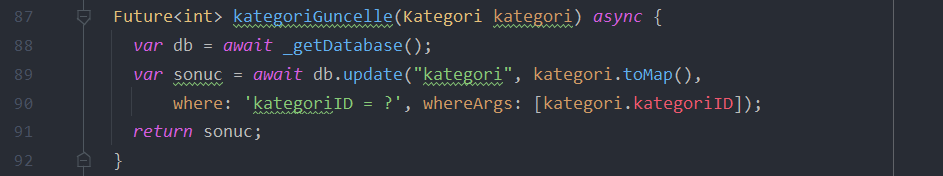 87 Future<int> kategoriGuncelle(Kategori kategori) async {
88 var db = await _getDatabase();
89 var sonuc = await db.update("kategori", kategori.toMap(),
90 where: 'kategoriID = ?', whereArgs: [kategori.kategoriID]);
91 return sonuc;
92 }